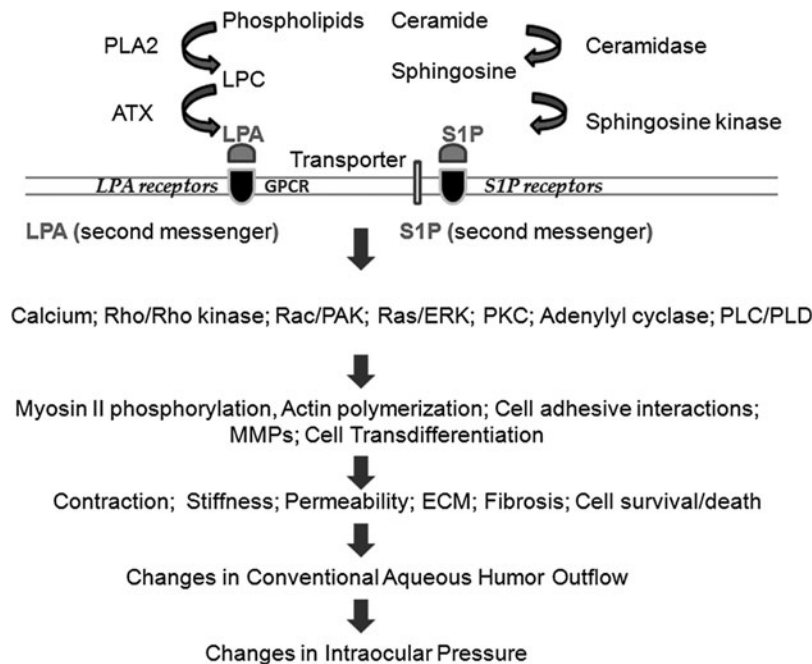 Phospholipids Ceramide
PLA2 Ceramidase
LPC Sphingosine
ATX Sphingosine kinase
LPA S1P
Transporter
LPA receptors GPCR S1P receptors
LPA (second messenger) S1P (second messenger)
Calcium; Rho/Rho kinase; Rac/PAK; Ras/ERK; PKC; Adenylyl cyclase; PLC/PLD
Myosin II phosphorylation, Actin polymerization; Cell adhesive interactions;
MMPs; Cell Transdifferentiation
Contraction; Stiffness; Permeability; ECM; Fibrosis; Cell survival/death
Changes in Conventional Aqueous Humor Outflow
Changes in Intraocular Pressure